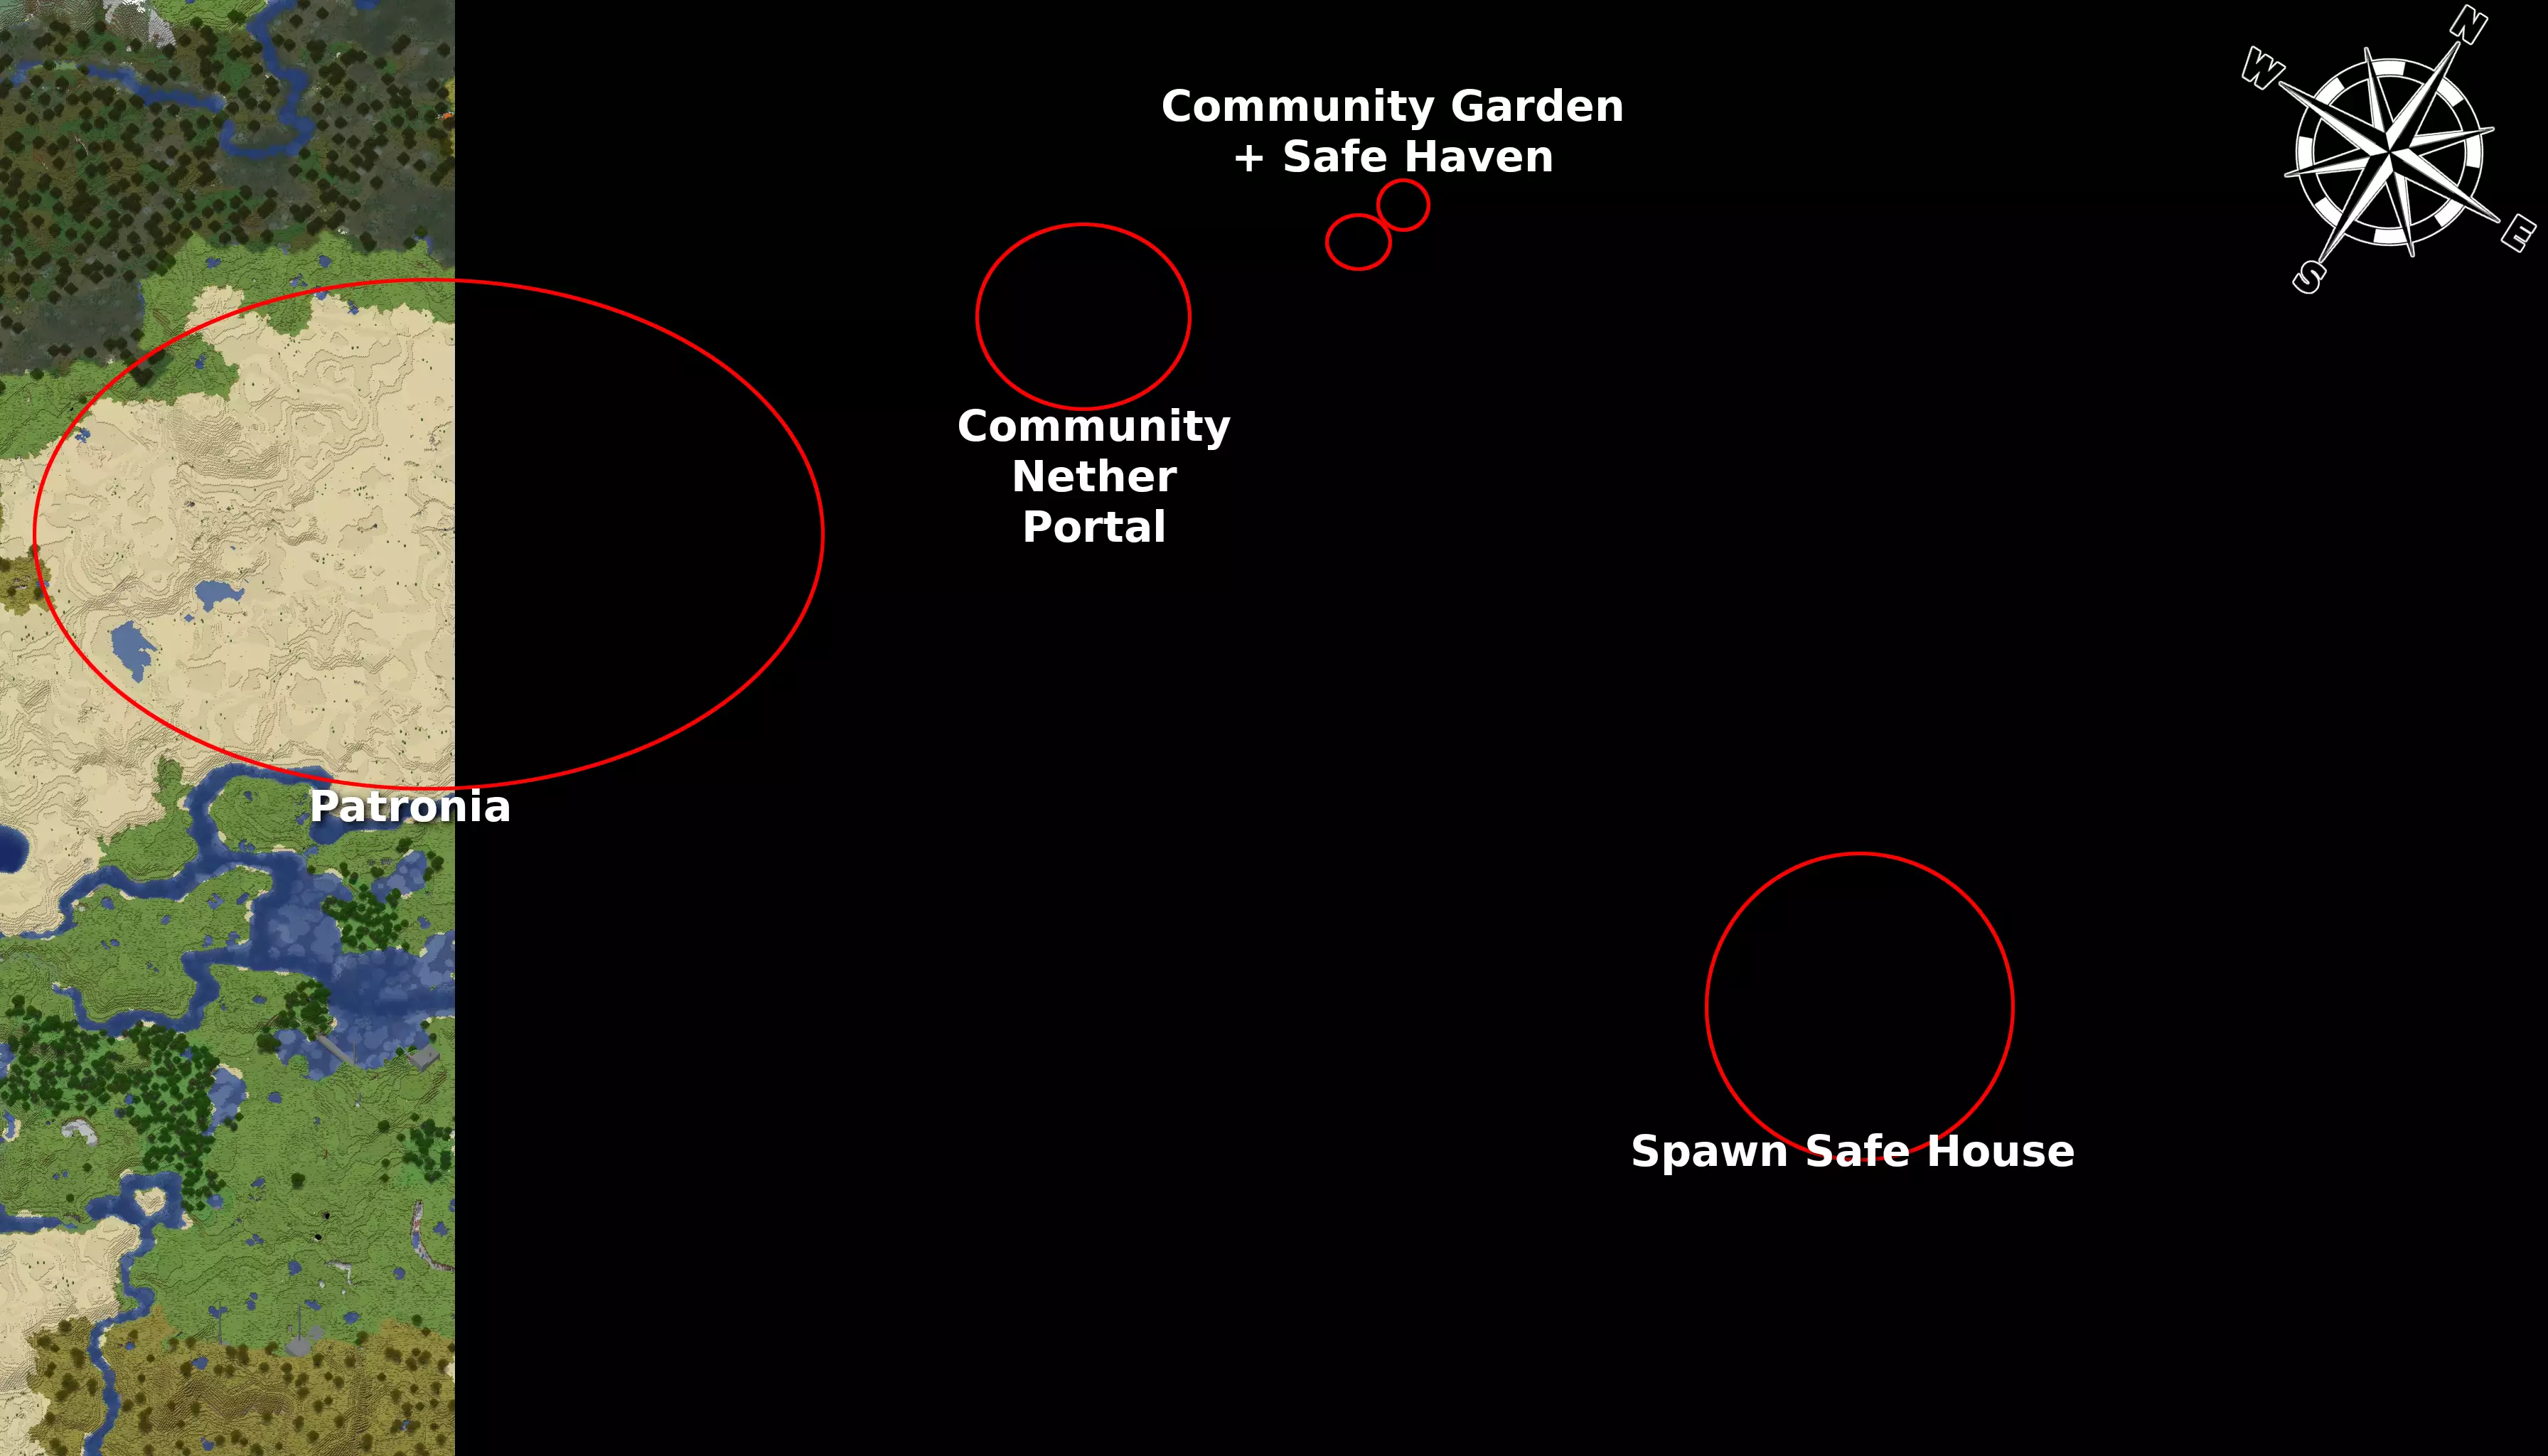 N
W
E
S
Community Garden
+ Safe Haven
Community
Nether
Portal
Patronia
Spawn Safe House